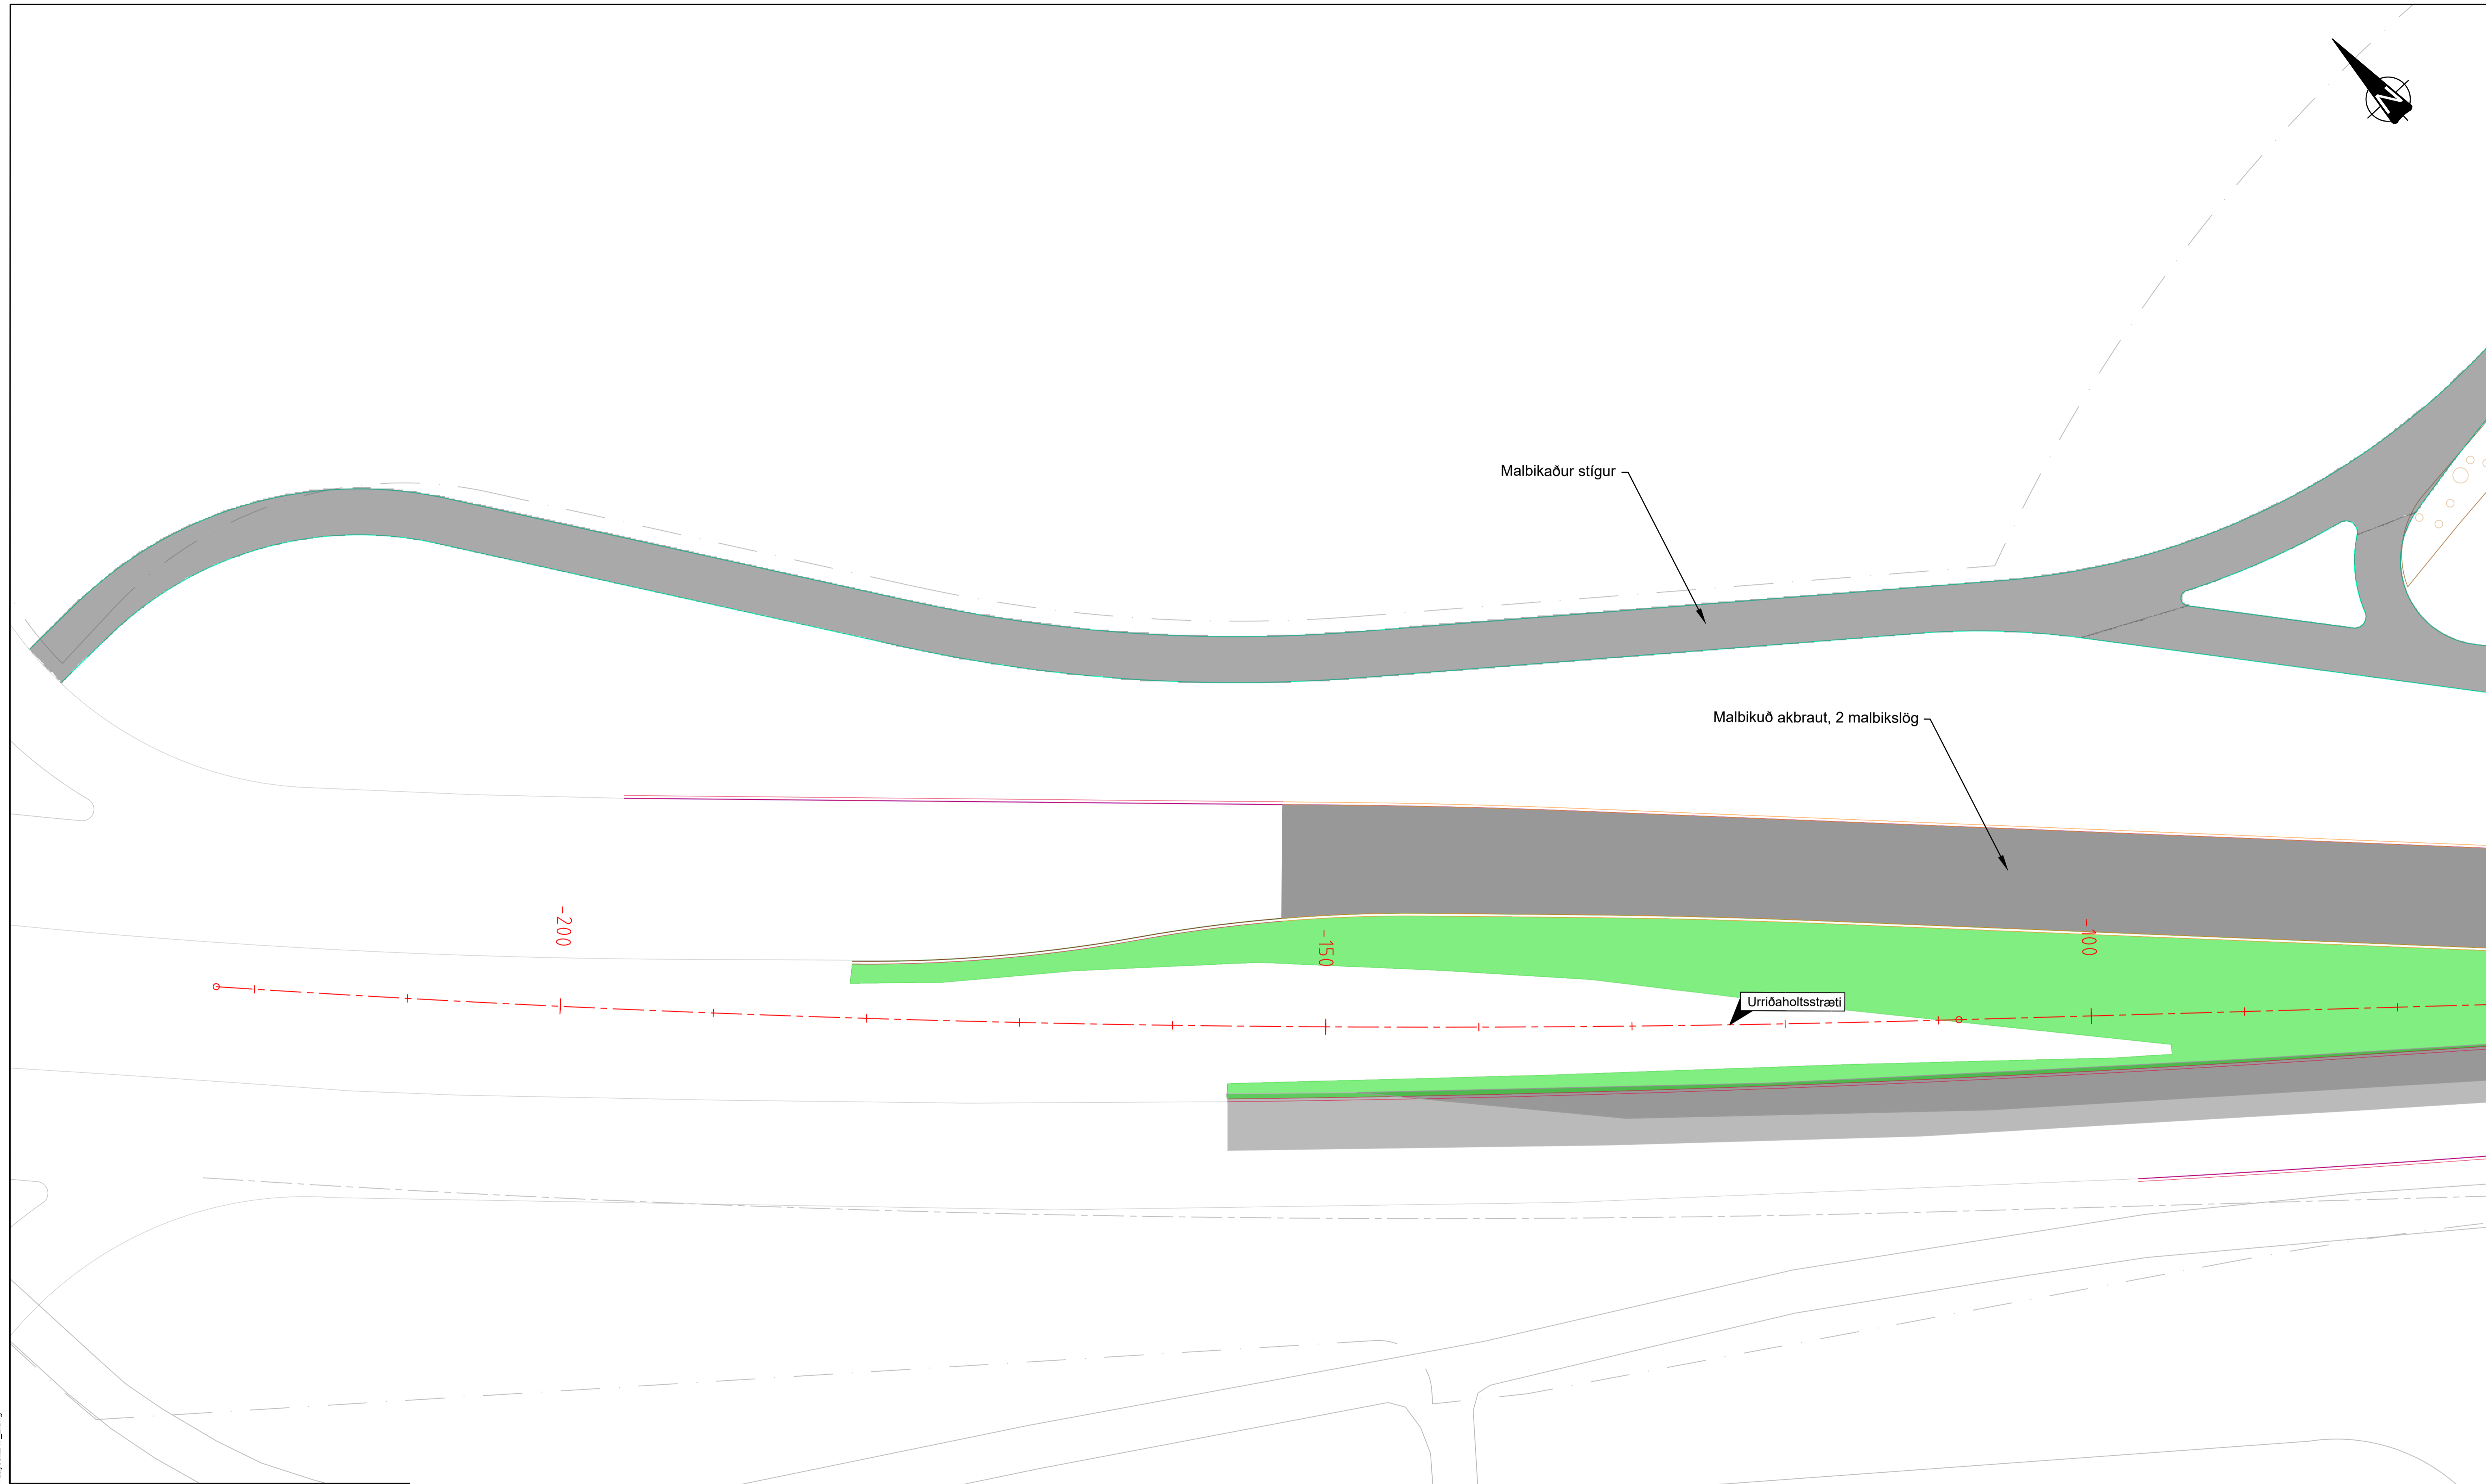 N
Malbikaður stígur
Malbikuð akbraut, 2 malbikslög
-200
-150
-100
Urriðaholtsstræti